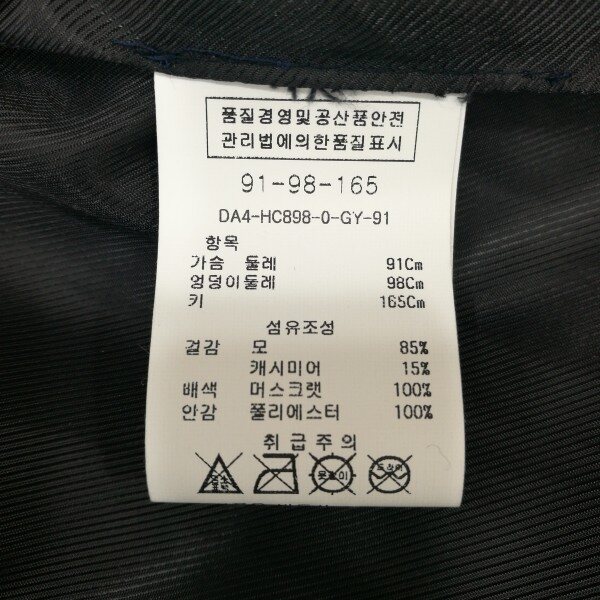 품질경영및공산품안전
관리법에의한품질표시
91-98-165
DA4-HC898-0-GY-91
항목
가슴 둘레 91Cm
엉덩이둘레 98Cm
키 165Cm
섬유조성
겉감 모 85%
캐시미어 15%
배색 머스크랫 100%
안감 폴리에스터 100%
취급주의